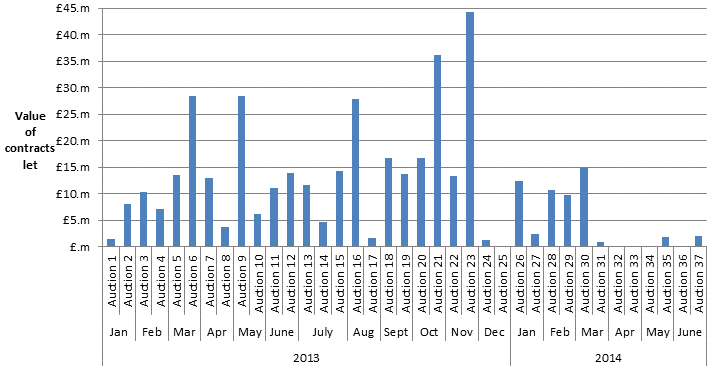 £45.m
£40.m
£35.m
£30.m
£25.m
£20.m
£15.m
£10.m
£5.m
£.m
Value
of
contracts
let
Auction 1
Auction 2
Auction 3
Auction 4
Auction 5
Auction 6
Auction 7
Auction 8
Auction 9
Auction 10
Auction 11
Auction 12
Auction 13
Auction 14
Auction 15
Auction 16
Auction 17
Auction 18
Auction 19
Auction 20
Auction 21
Auction 22
Auction 23
Auction 24
Auction 25
Auction 26
Auction 27
Auction 28
Auction 29
Auction 30
Auction 31
Auction 32
Auction 33
Auction 34
Auction 35
Auction 36
Auction 37
Jan Feb Mar Apr May June July Aug Sept Oct Nov Dec Jan Feb Mar Apr May June
2013 2014